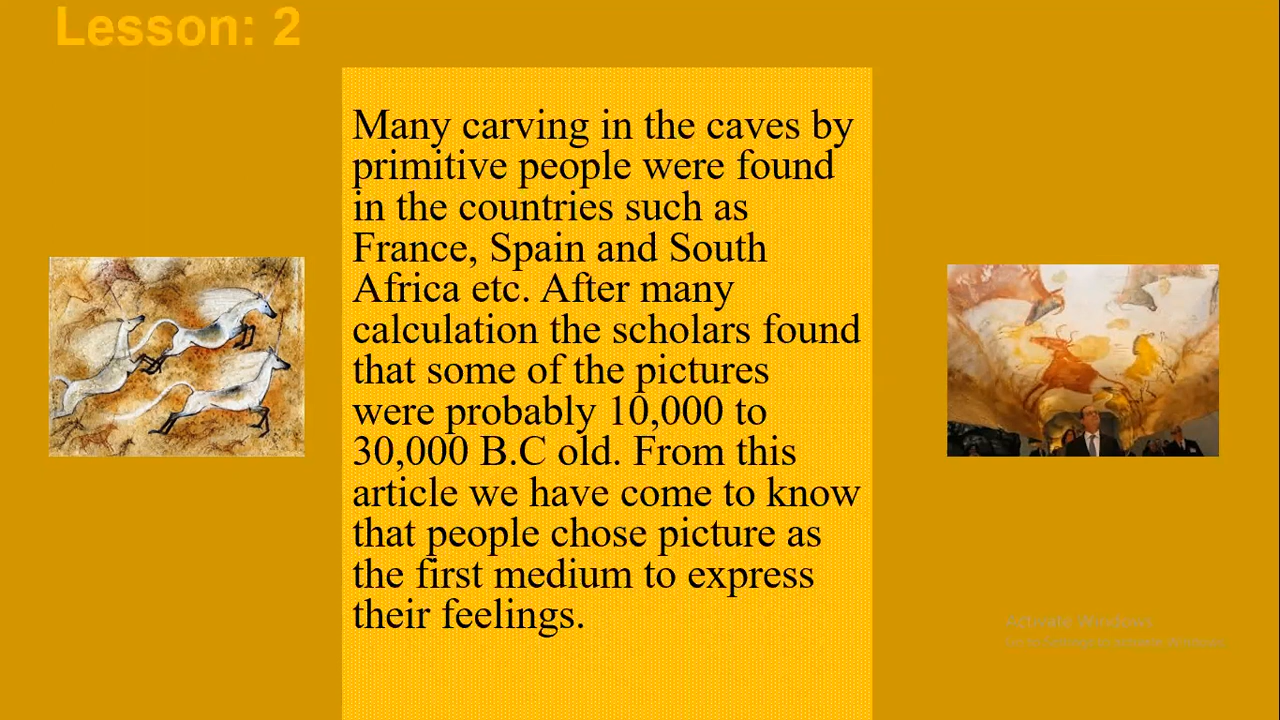 Lesson: 2
Many carving in the caves by
primitive people were found
in the countries such as
France, Spain and South
Africa etc. After many
calculation the scholars found
that some of the pictures
were probably 10,000 to
30,000 B.C old. From this
article we have come to know
that people chose picture as
the first medium to express
their feelings.
Activate Windows